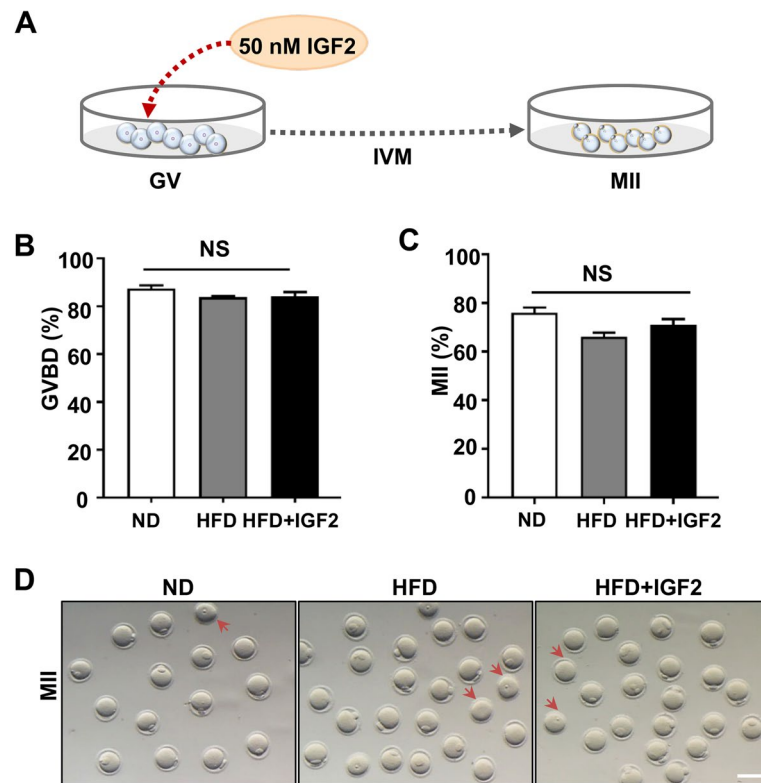 A
50 nM IGF2
GV
IVM
MII
B
NS
GVBD (%)
100
80
60
40
20
0
ND
HFD
HFD+IGF2
C
NS
MII (%)
100
80
60
40
20
0
ND
HFD
HFD+IGF2
D
ND
HFD
HFD+IGF2
MII